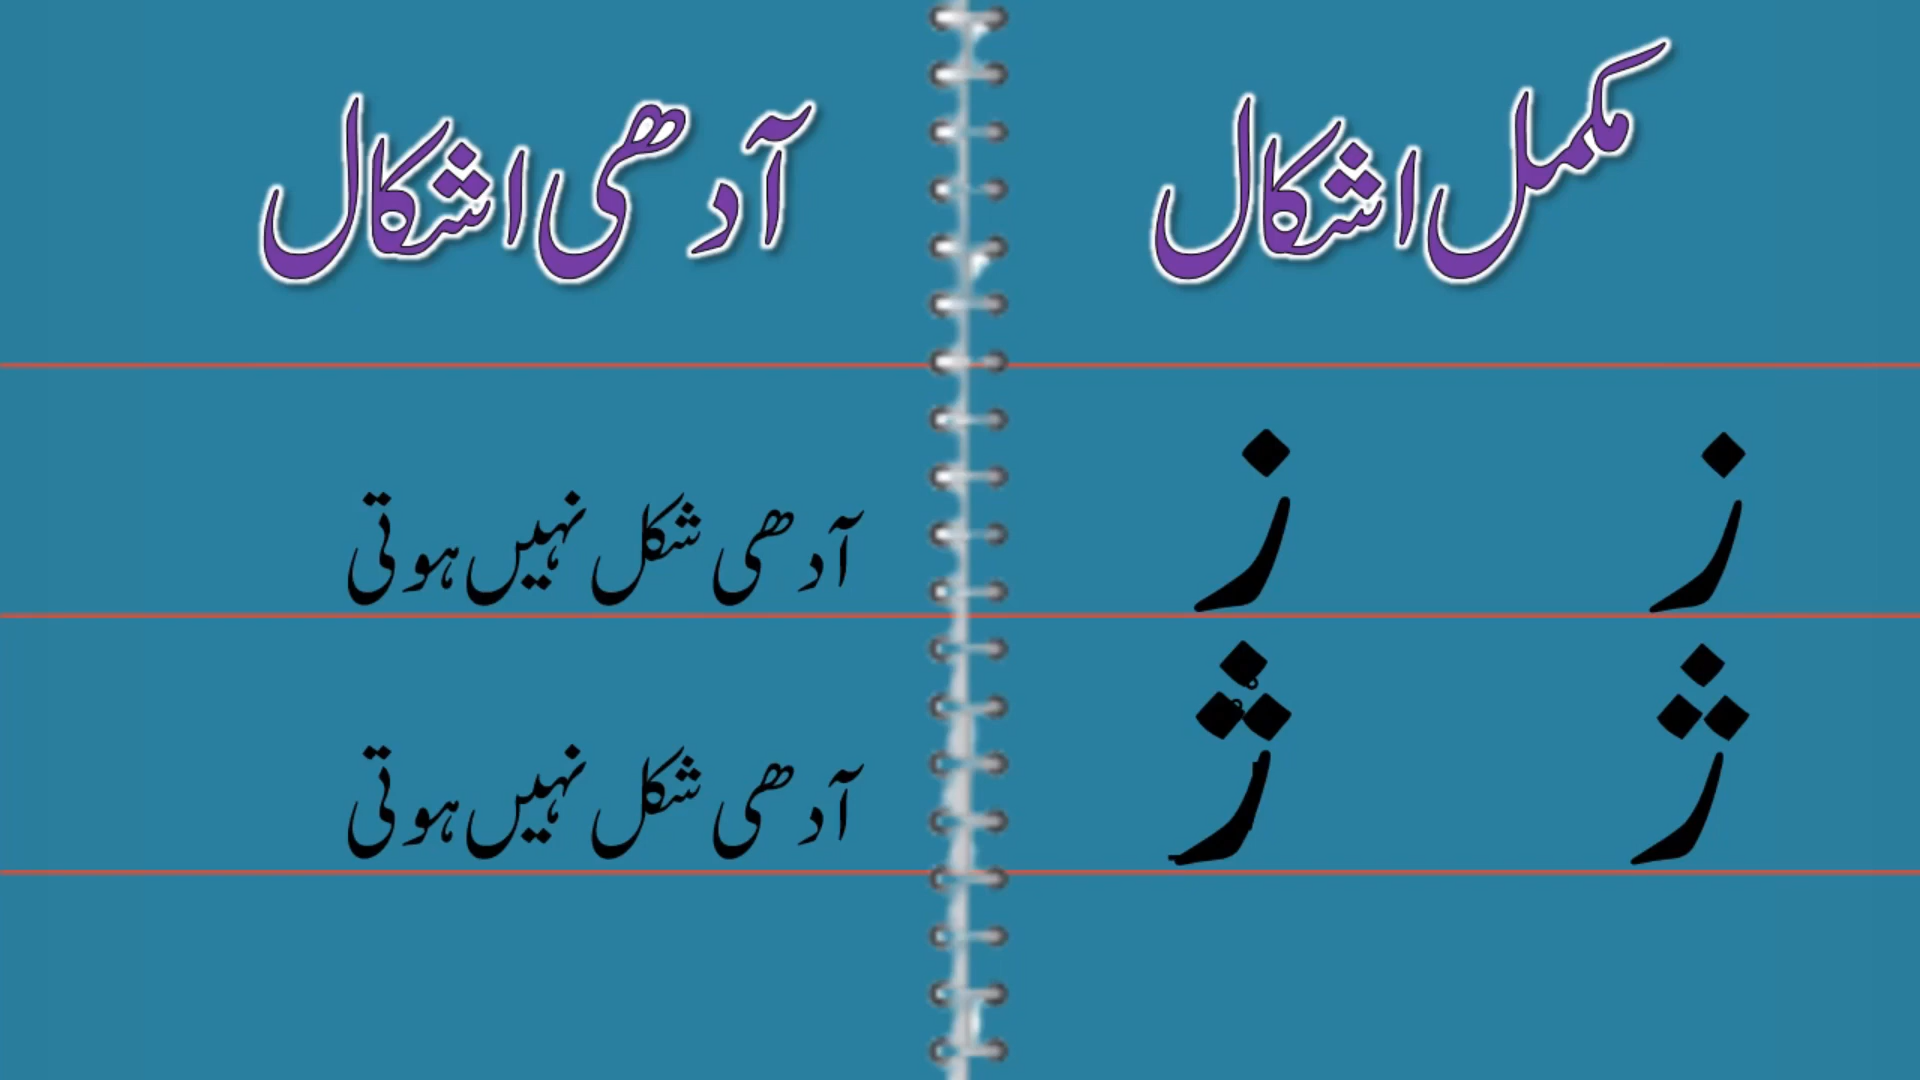 مکمل اشکال
آدھی اشکال
ز ز
آدھی شکل نہیں ہوتی
ژ ژ
آدھی شکل نہیں ہوتی